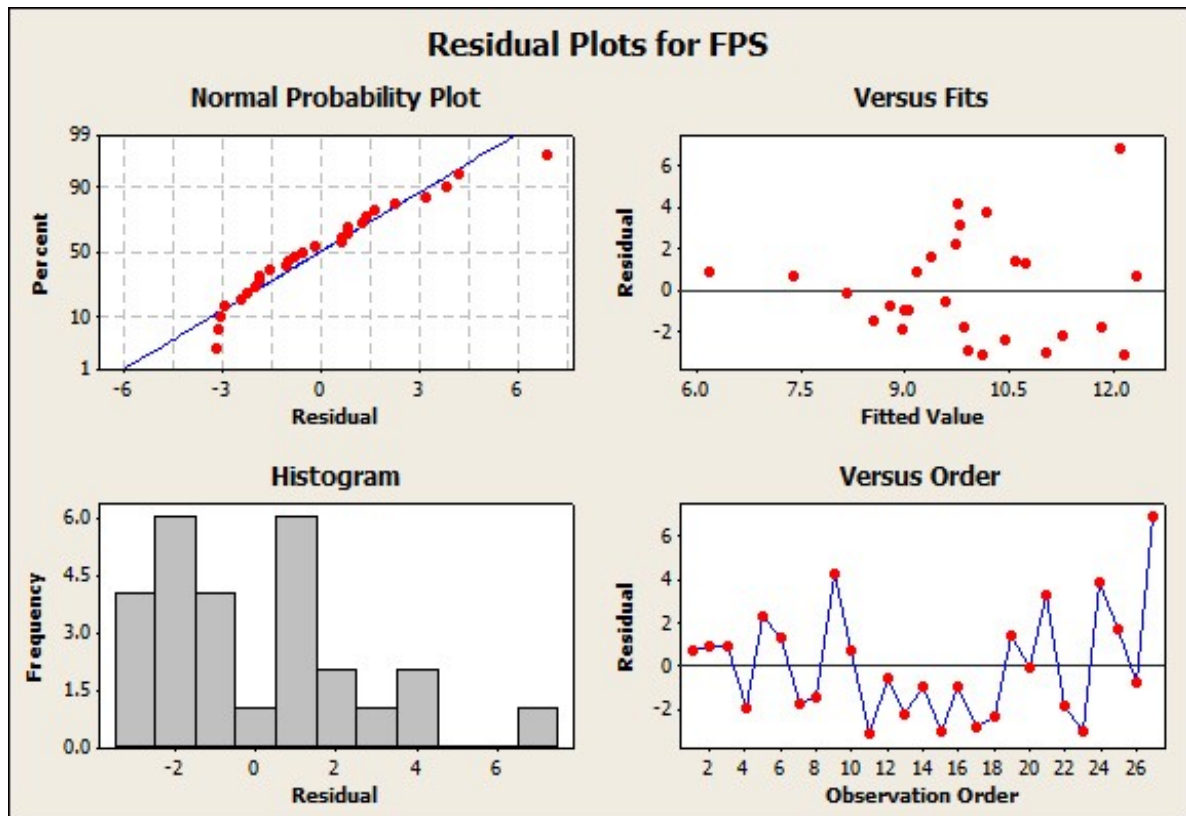 Residual Plots for FPS
Normal Probability Plot
Percent
99
90
50
10
1
-6 -3 0 3 6
Residual
Versus Fits
Residual
6
4
2
0
-2
6.0 7.5 9.0 10.5 12.0
Fitted Value
Histogram
Frequency
6.0
4.5
3.0
1.5
0.0
-2 0 2 4 6
Residual
Versus Order
Residual
6
4
2
0
-2
2 4 6 8 10 12 14 16 18 20 22 24 26
Observation Order